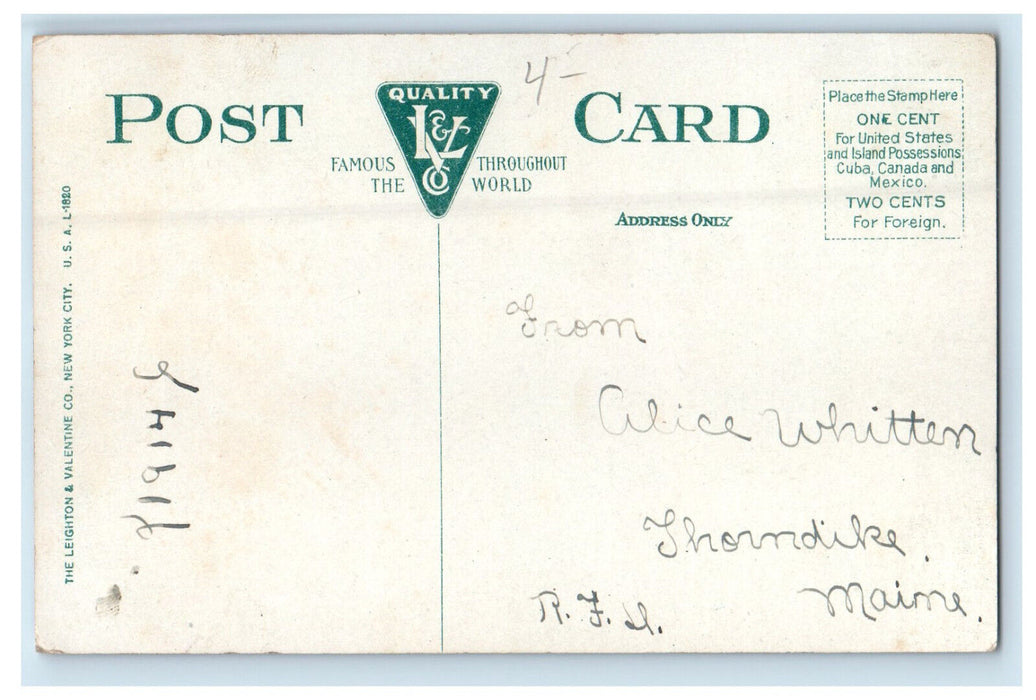 4-
POST CARD
QUALITY
L&V
CO
FAMOUS THROUGHOUT
THE WORLD
ADDRESS ONLY
Place the Stamp Here
ONE CENT
For United States
and Island Possessions,
Cuba, Canada and
Mexico.
TWO CENTS
For Foreign.
THE LEIGHTON & VALENTINE CO., NEW YORK CITY. U. S. A. L-1820
1914
From
Alice Whitten
Thorndike.
Maine.
R. F. D.